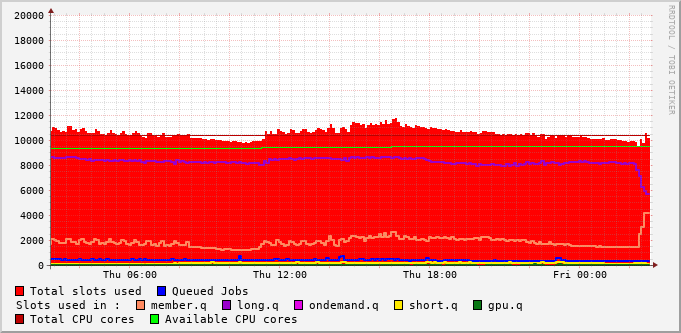 20000
18000
16000
14000
12000
10000
8000
6000
4000
2000
0
Thu 06:00 Thu 12:00 Thu 18:00 Fri 00:00
Total slots used Queued Jobs
Slots used in : member.q long.q ondemand.q short.q gpu.q
Total CPU cores Available CPU cores
RRDTOOL / TOBI OETIKER